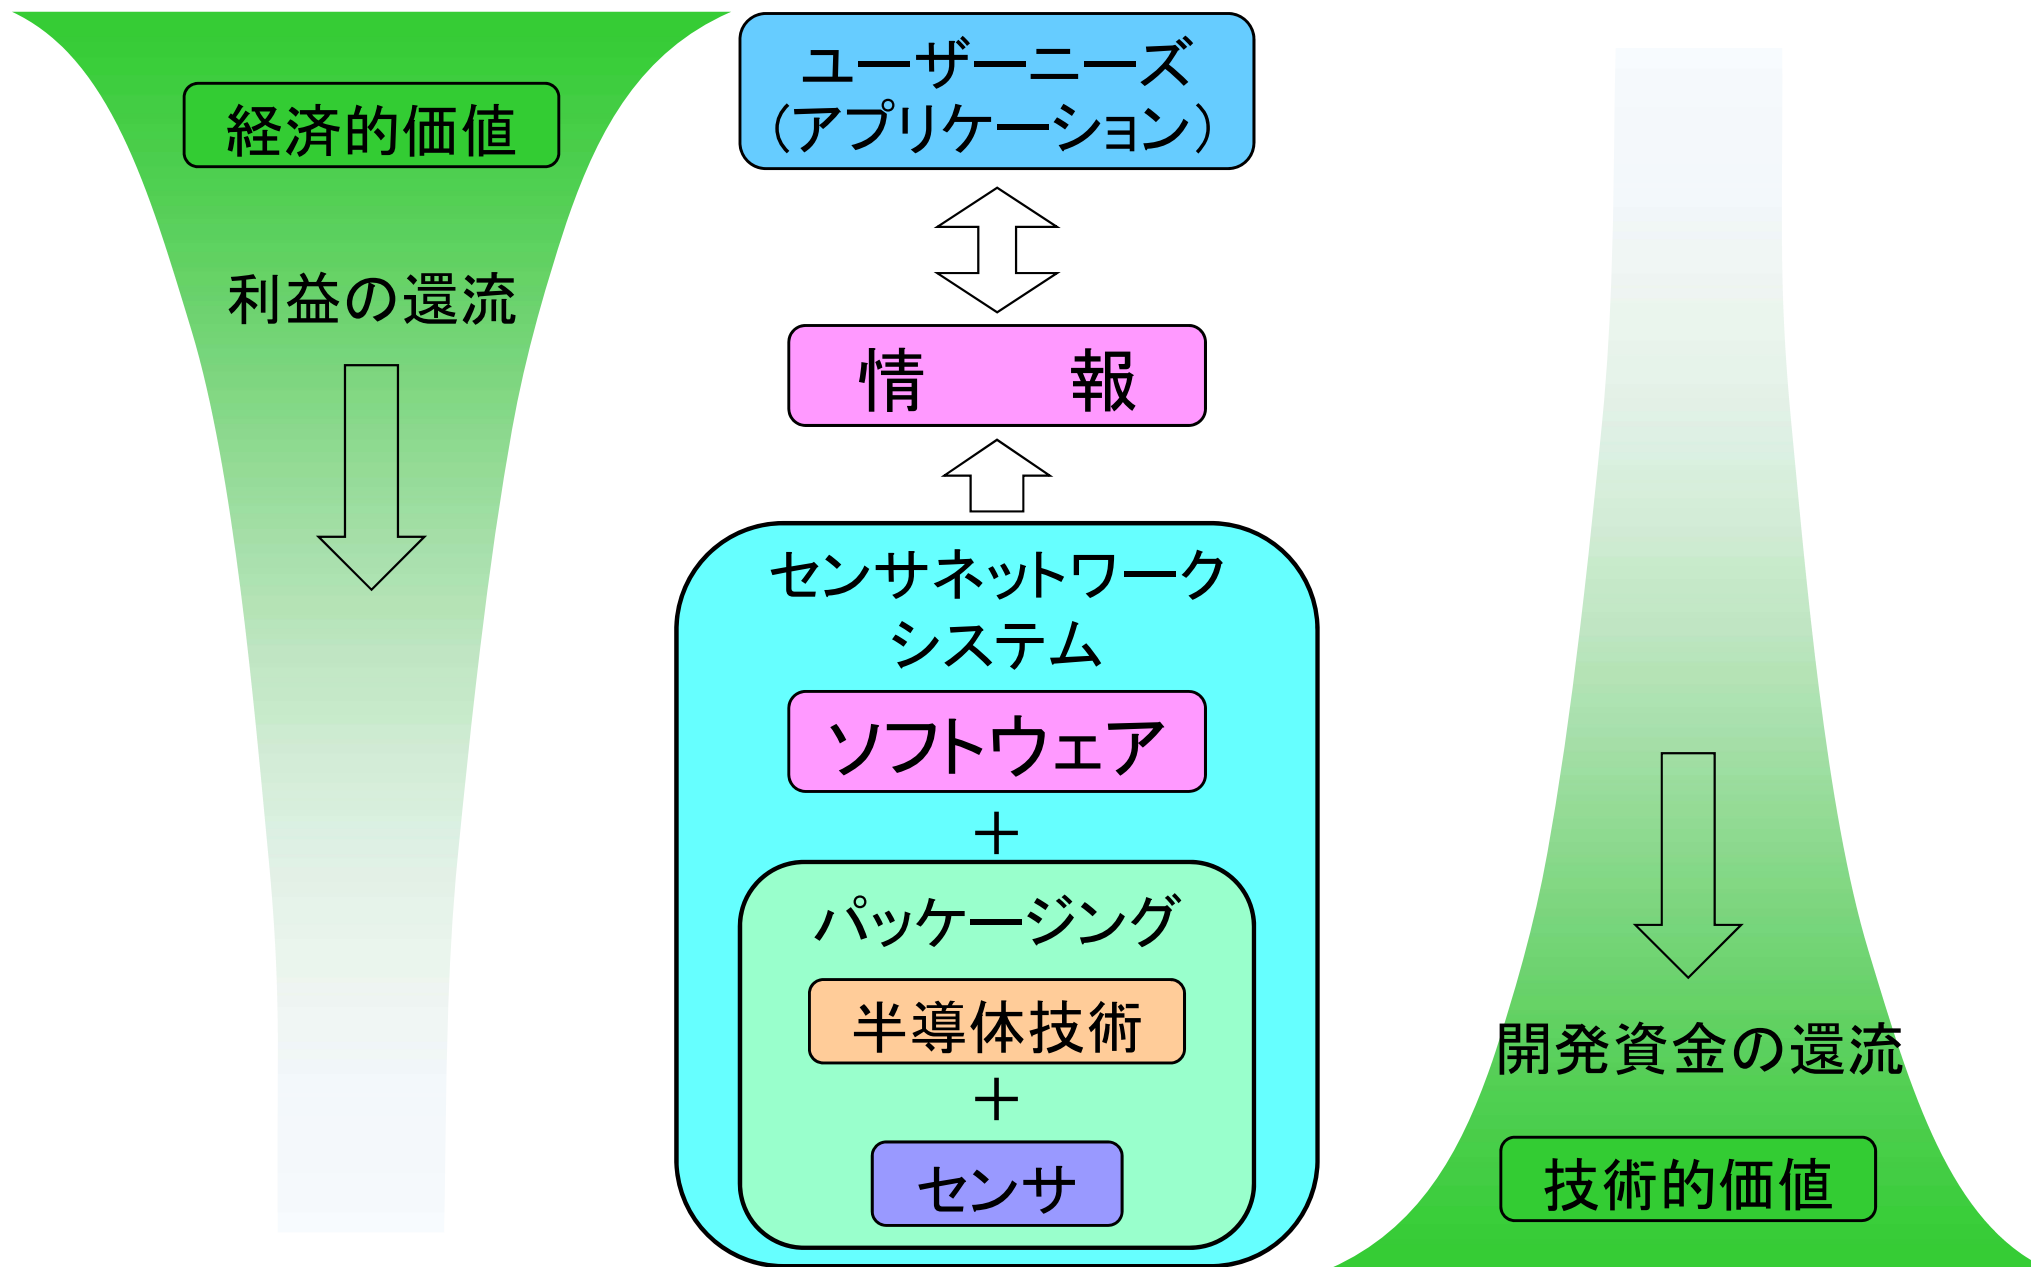 経済的価値
利益の還流
ユーザーニーズ
（アプリケーション）
情　　報
センサネットワーク
システム
ソフトウェア
＋
パッケージング
半導体技術
＋
センサ
開発資金の還流
技術的価値